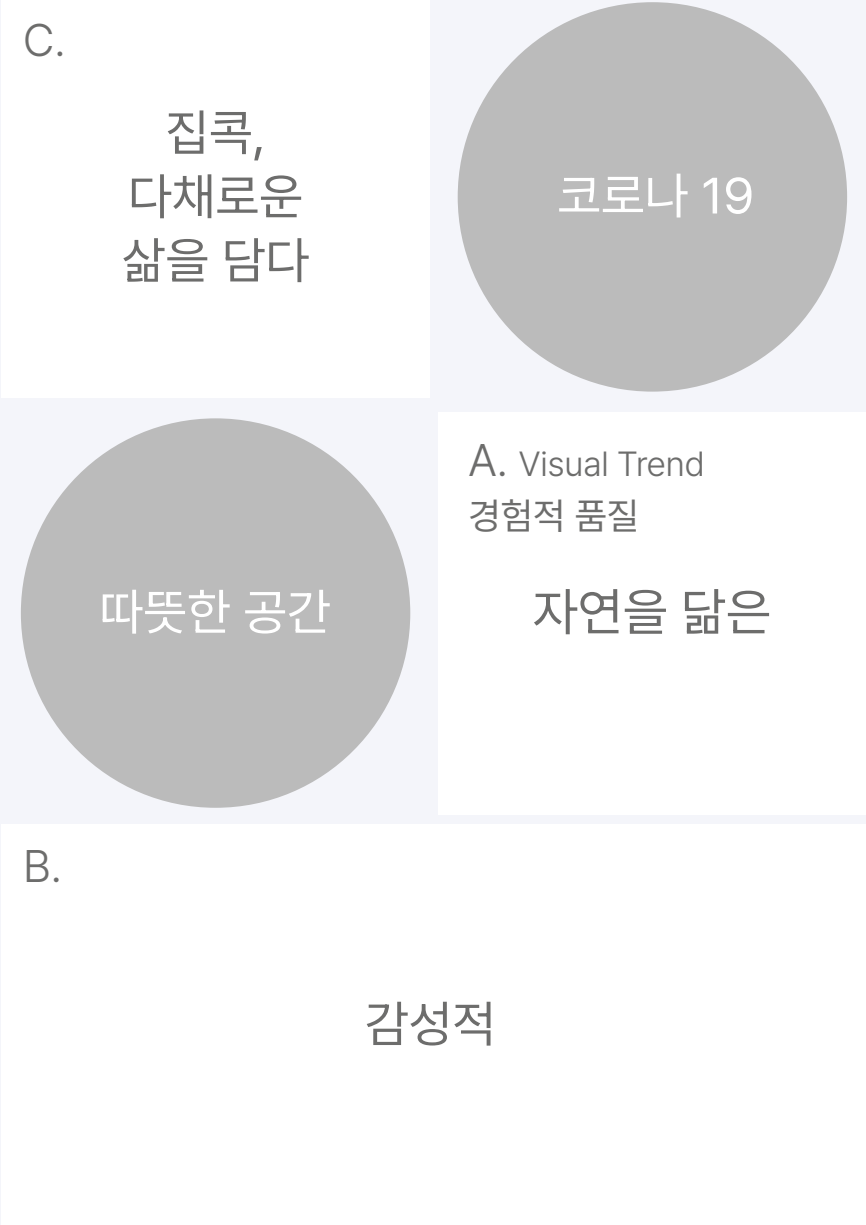 C.
집콕,
다채로운
삶을 담다
코로나 19
따뜻한 공간
A. Visual Trend
경험적 품질
자연을 닮은
B.
감성적